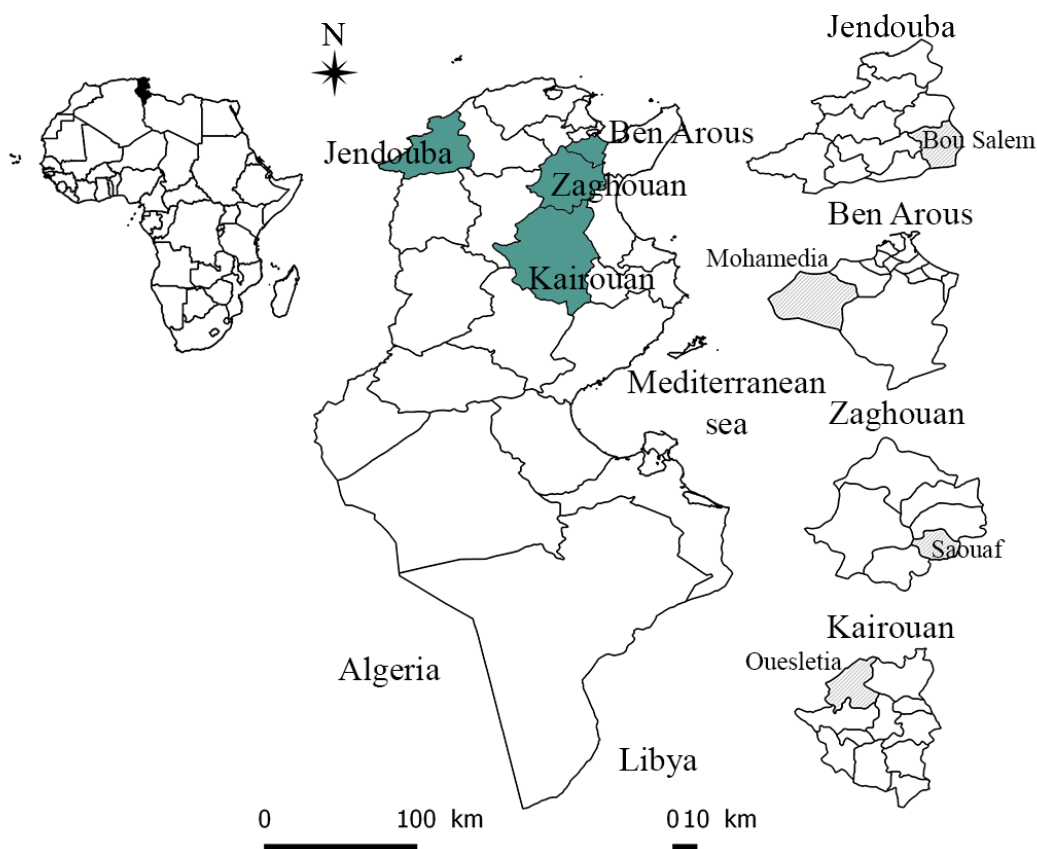 N
Jendouba
Ben Arous
Zaghouan
Kairouan
Mediterranean
sea
Algeria
Libya
0 100 km
0 10 km
Jendouba
Bou Salem
Ben Arous
Mohamedia
Zaghouan
Saouaf
Kairouan
Ouesletia